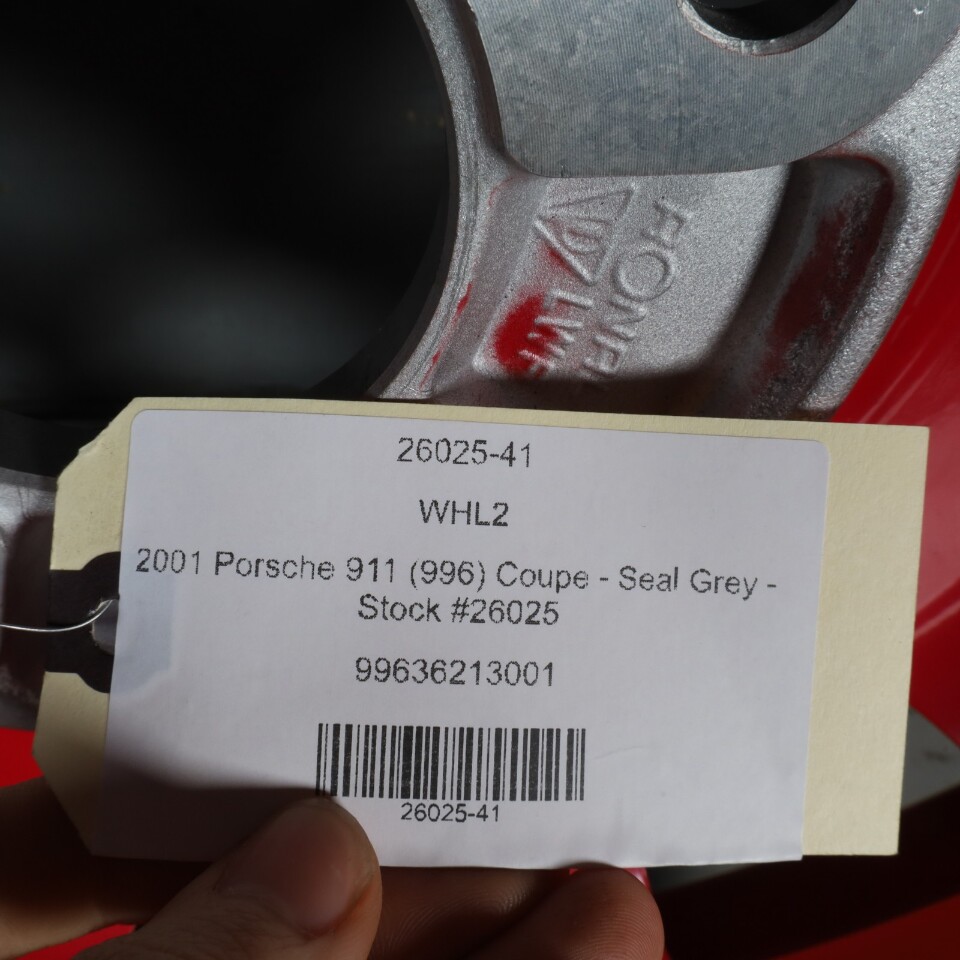 26025-41
WHL2
2001 Porsche 911 (996) Coupe - Seal Grey -
Stock #26025
99636213001
26025-41